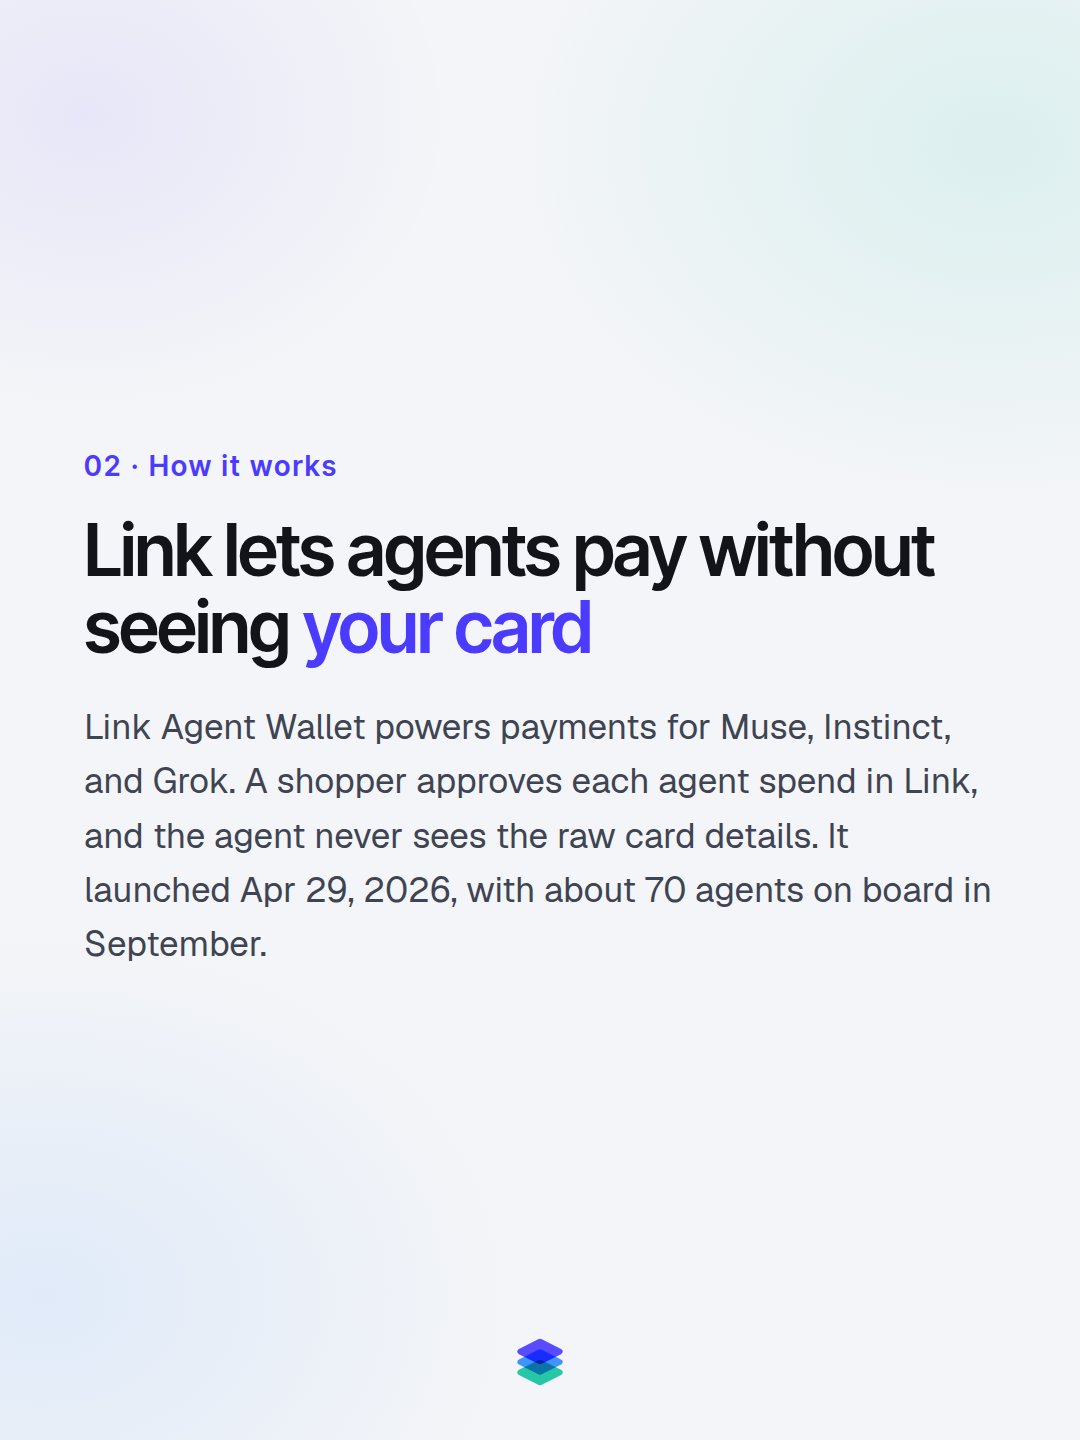 02 · How it works
Link lets agents pay without
seeing your card
Link Agent Wallet powers payments for Muse, Instinct,
and Grok. A shopper approves each agent spend in Link,
and the agent never sees the raw card details. It
launched Apr 29, 2026, with about 70 agents on board in
September.